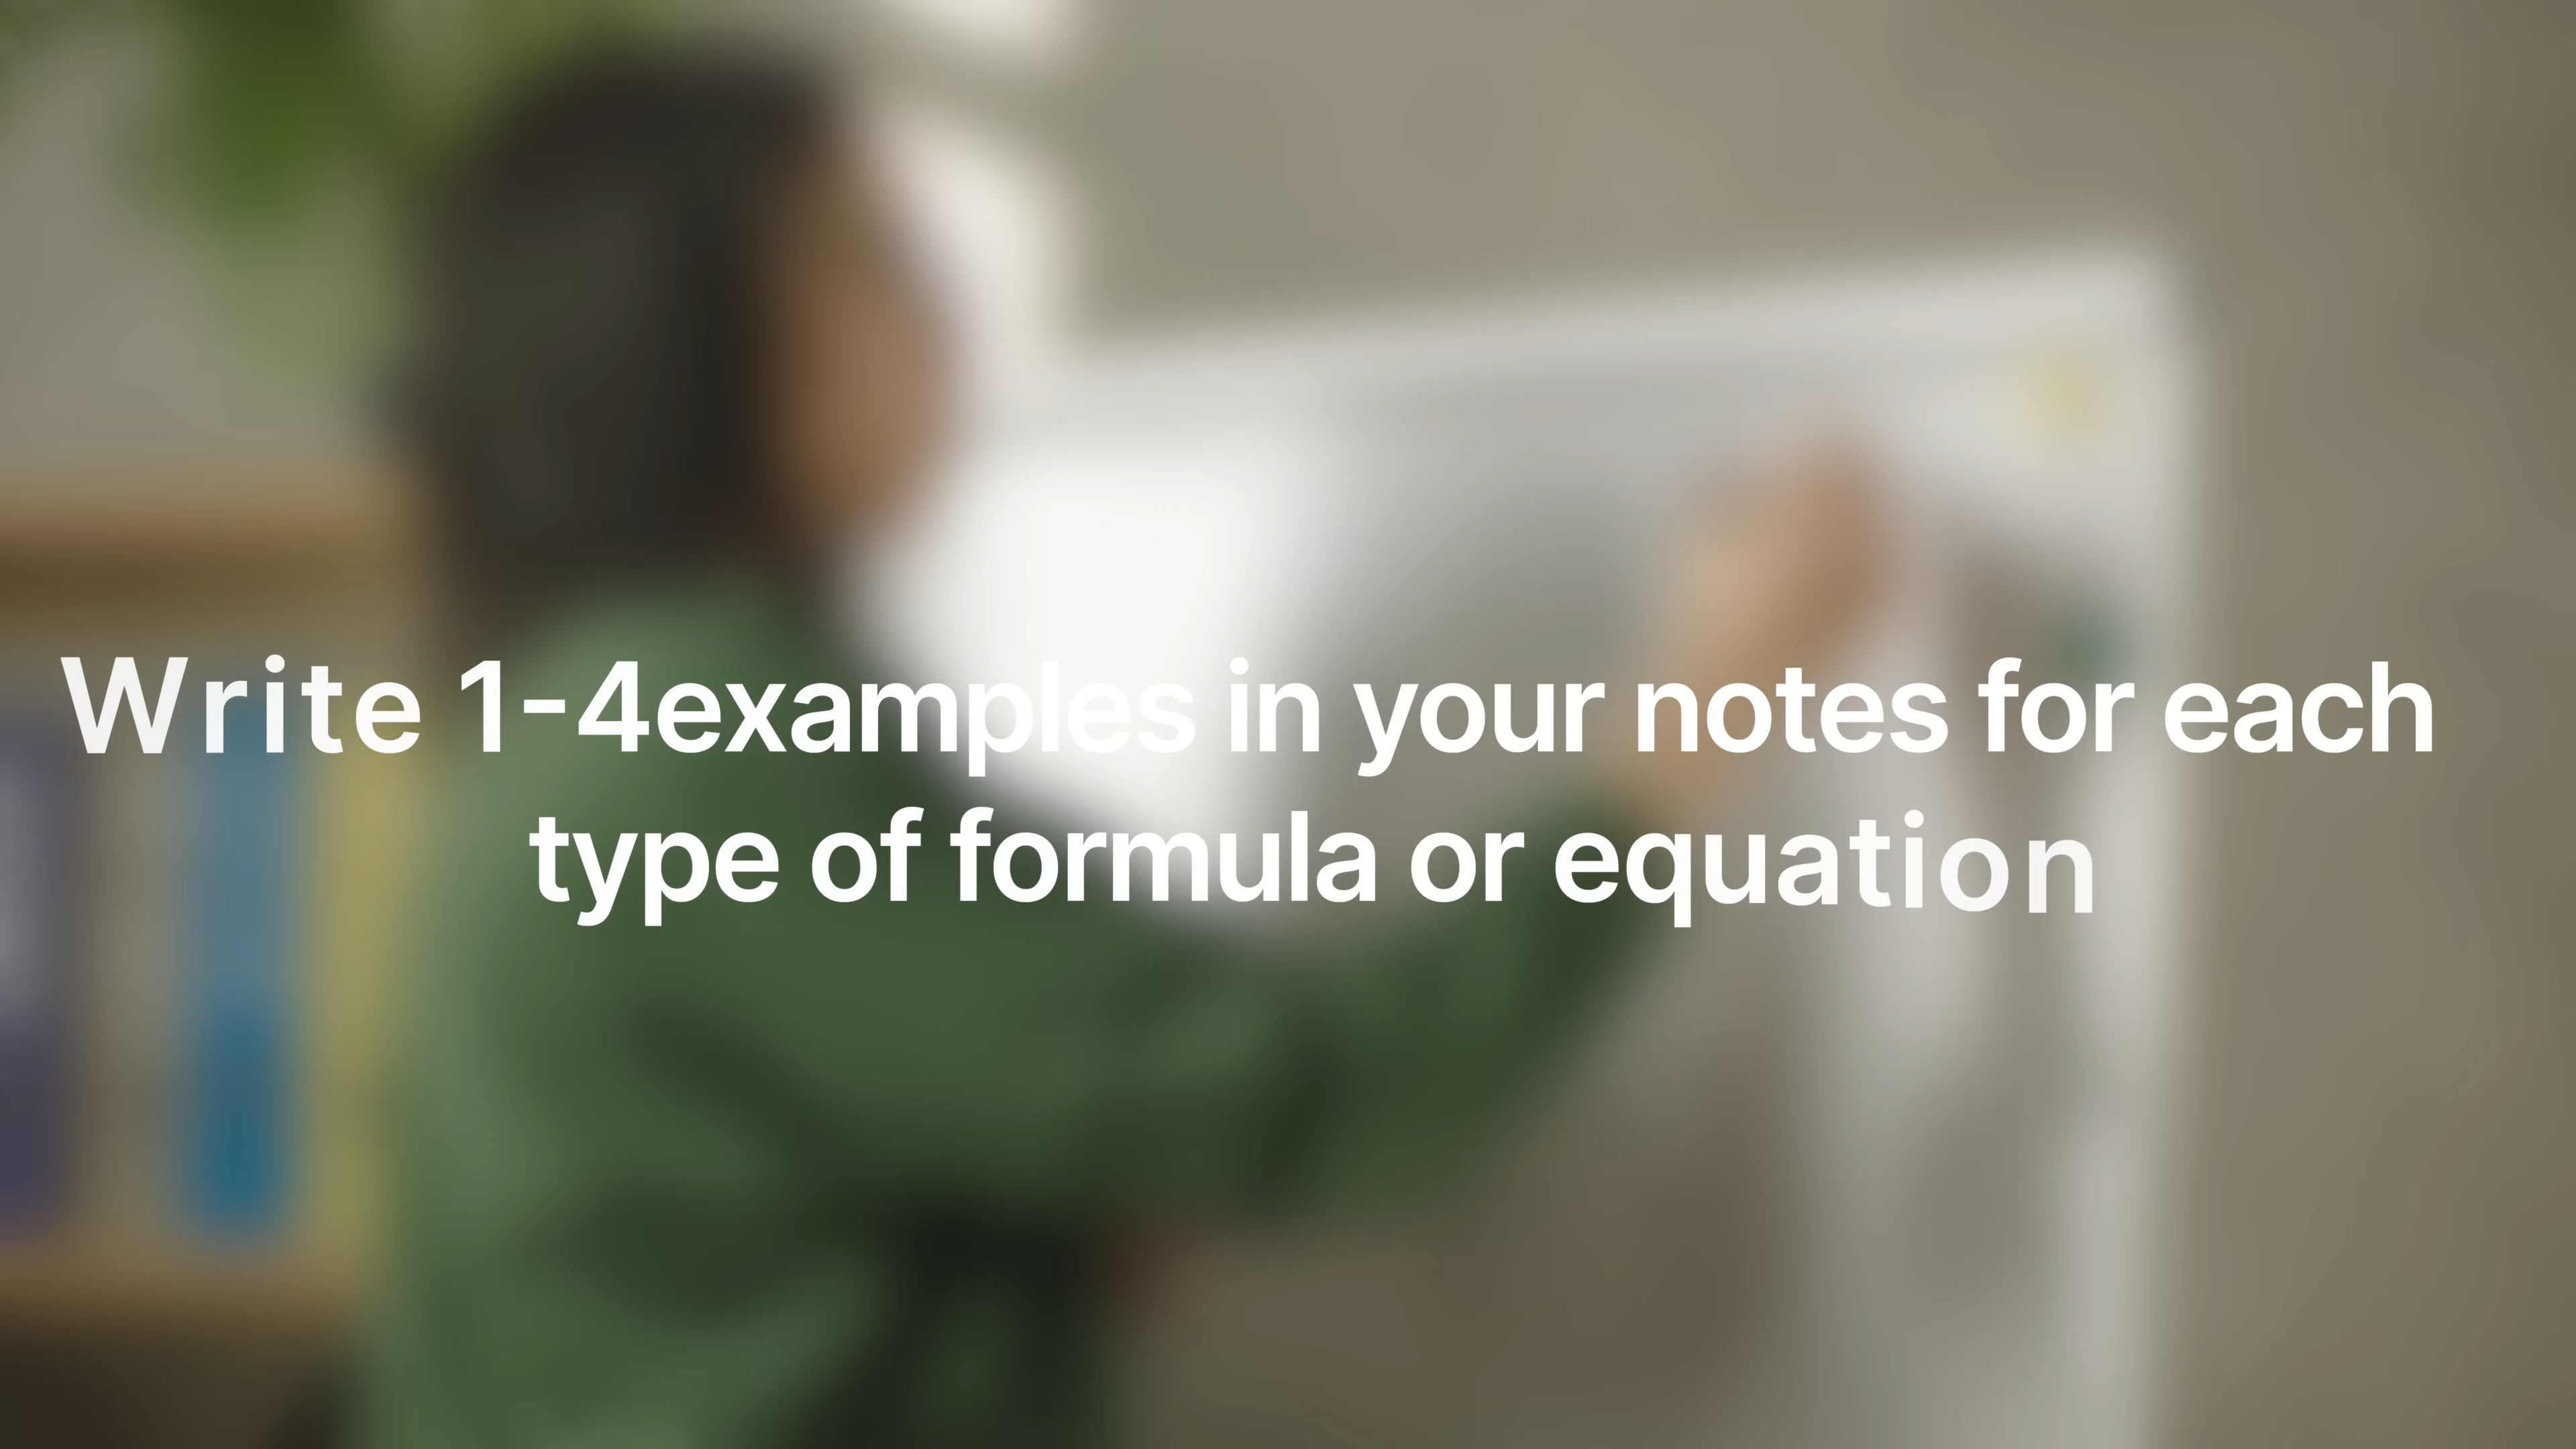 Write 1-4examples in your notes for each
type of formula or equation